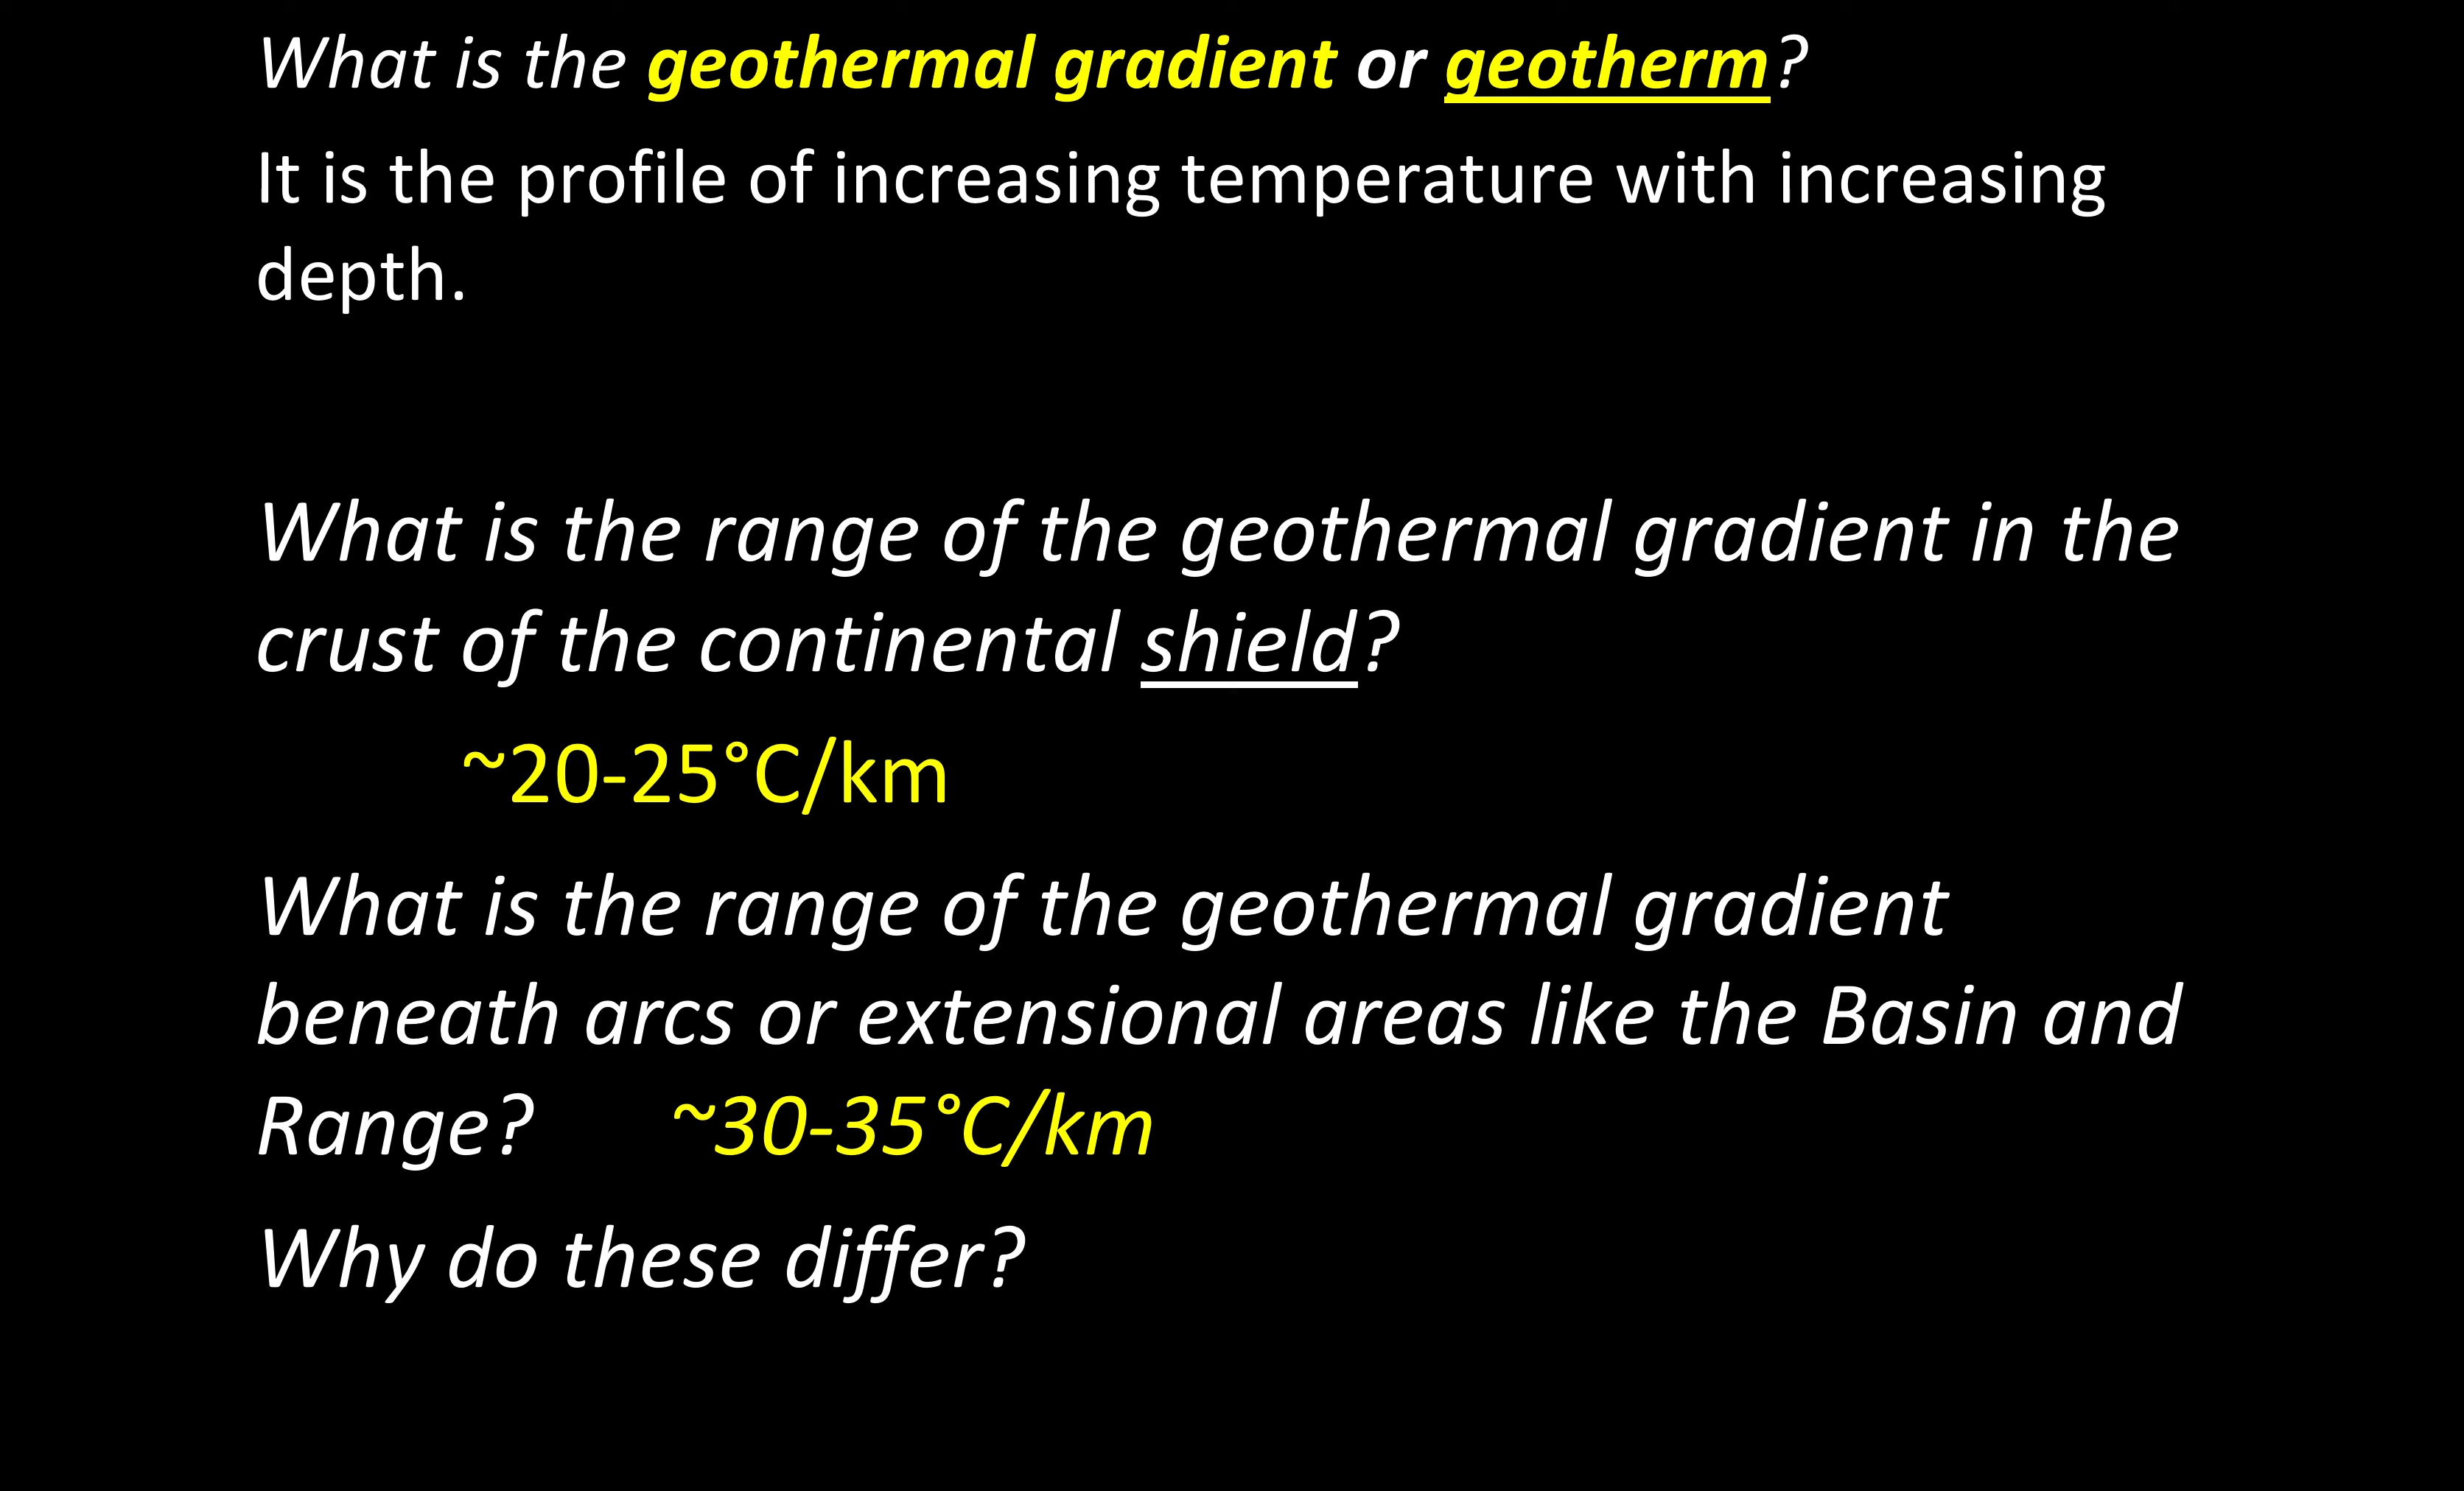 What is the geothermal gradient or geotherm?
It is the profile of increasing temperature with increasing
depth.
What is the range of the geothermal gradient in the
crust of the continental shield?
~20-25°C/km
What is the range of the geothermal gradient
beneath arcs or extensional areas like the Basin and
Range? ~30-35°C/km
Why do these differ?